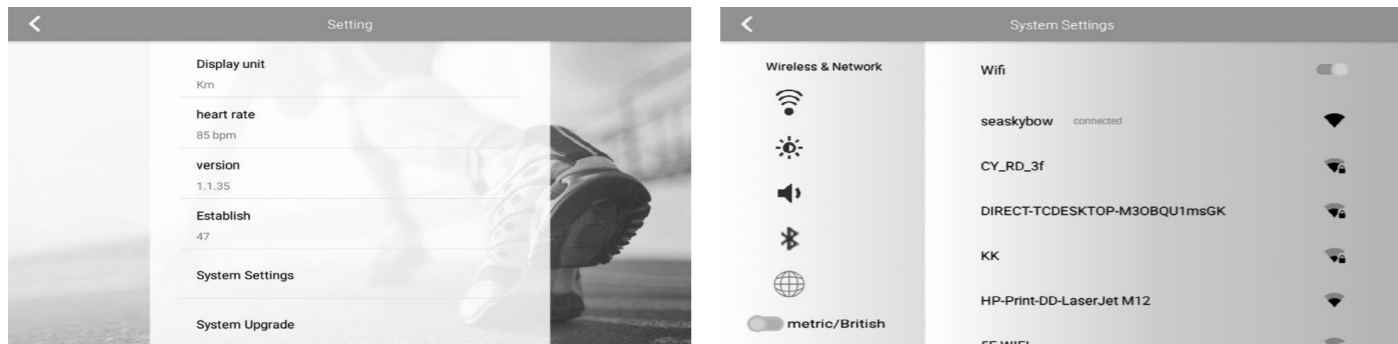 Setting
Display unit
Km
heart rate
85 bpm
version
1.1.35
Establish
47
System Settings
System Upgrade
System Settings
Wireless & Network
metric/British
Wifi
seaskybow connected
CY_RD_3f
DIRECT-TCDESKTOP-M3OBQU1msGK
KK
HP-Print-DD-LaserJet M12